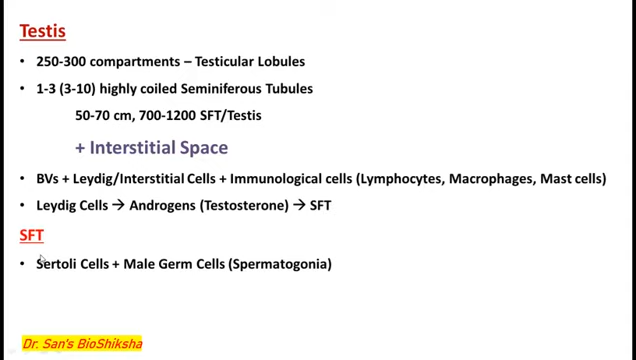 Testis
• 250-300 compartments – Testicular Lobules
• 1-3 (3-10) highly coiled Seminiferous Tubules
50-70 cm, 700-1200 SFT/Testis
+ Interstitial Space
• BVs + Leydig/Interstitial Cells + Immunological cells (Lymphocytes, Macrophages, Mast cells)
• Leydig Cells → Androgens (Testosterone) → SFT
SFT
• Sertoli Cells + Male Germ Cells (Spermatogonia)
Dr. San's BioShiksha